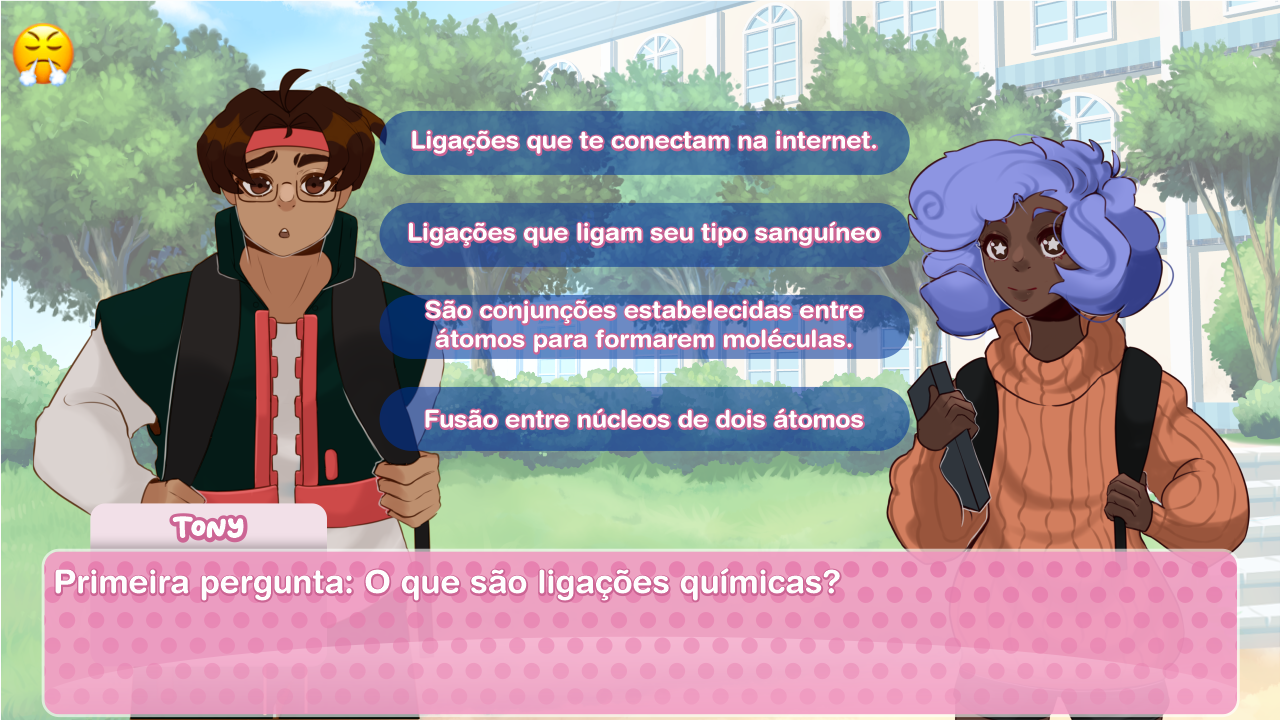 Ligações que te conectam na internet.
Ligações que ligam seu tipo sanguíneo
São conjunções estabelecidas entre
átomos para formarem moléculas.
Fusão entre núcleos de dois átomos
TONY
Primeira pergunta: O que são ligações químicas?